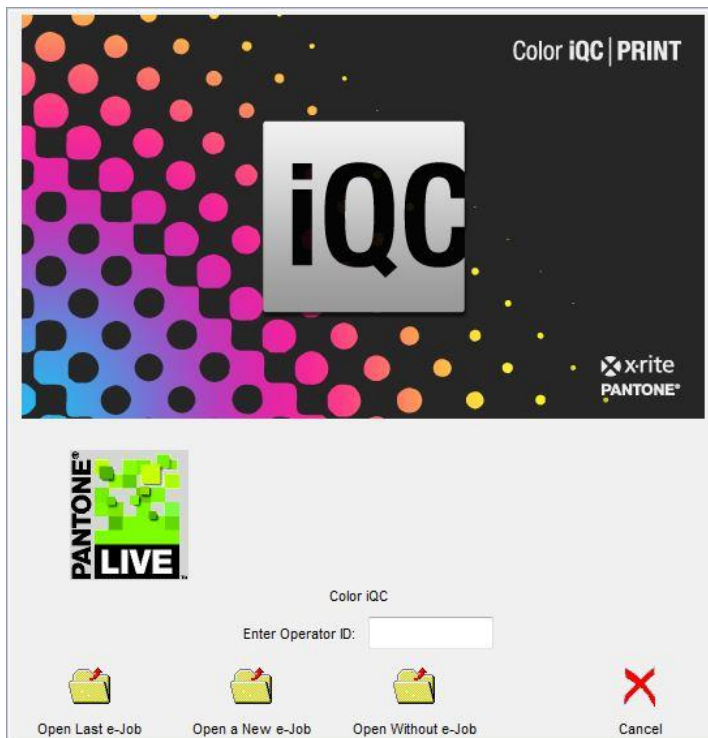 Color iQC | PRINT
iQC
x·rite
PANTONE®
PANTONE®
LIVE™
Color iQC
Enter Operator ID:
Open Last e-Job
Open a New e-Job
Open Without e-Job
Cancel